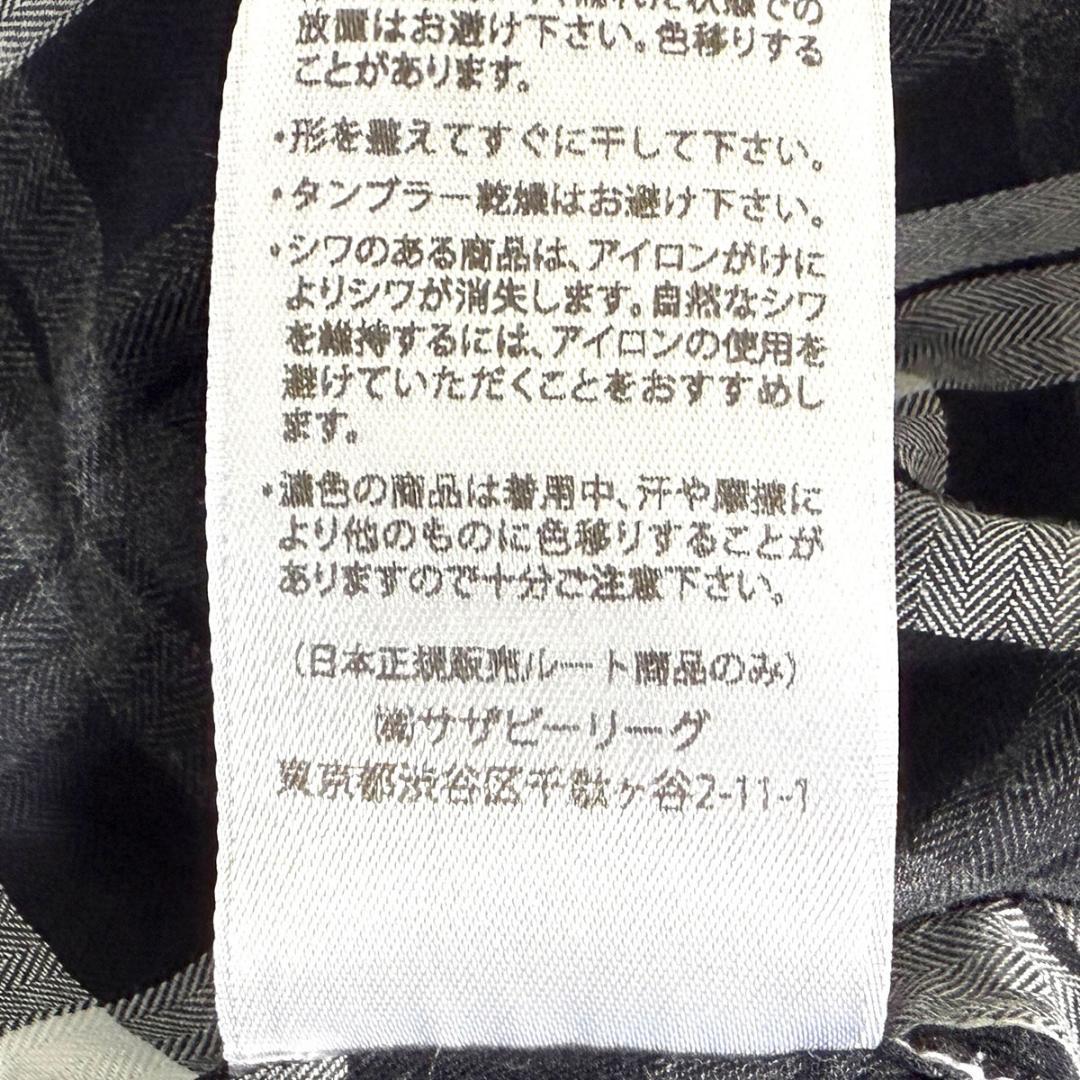 れた状態での
放置はお避け下さい。色移りする
ことがあります。
・形を整えてすぐに干して下さい。
・タンブラー乾燥はお避け下さい。
・シワのある商品は、アイロンがけに
よりシワが消失します。自然なシワ
を維持するには、アイロンの使用を
避けていただくことをおすすめし
ます。
・濃色の商品は着用中、汗や摩擦に
より他のものに色移りすることが
ありますので十分ご注意下さい。
(日本正規販売ルート商品のみ)
㈱サザビーリーグ
東京都渋谷区千駄ヶ谷2-11-1